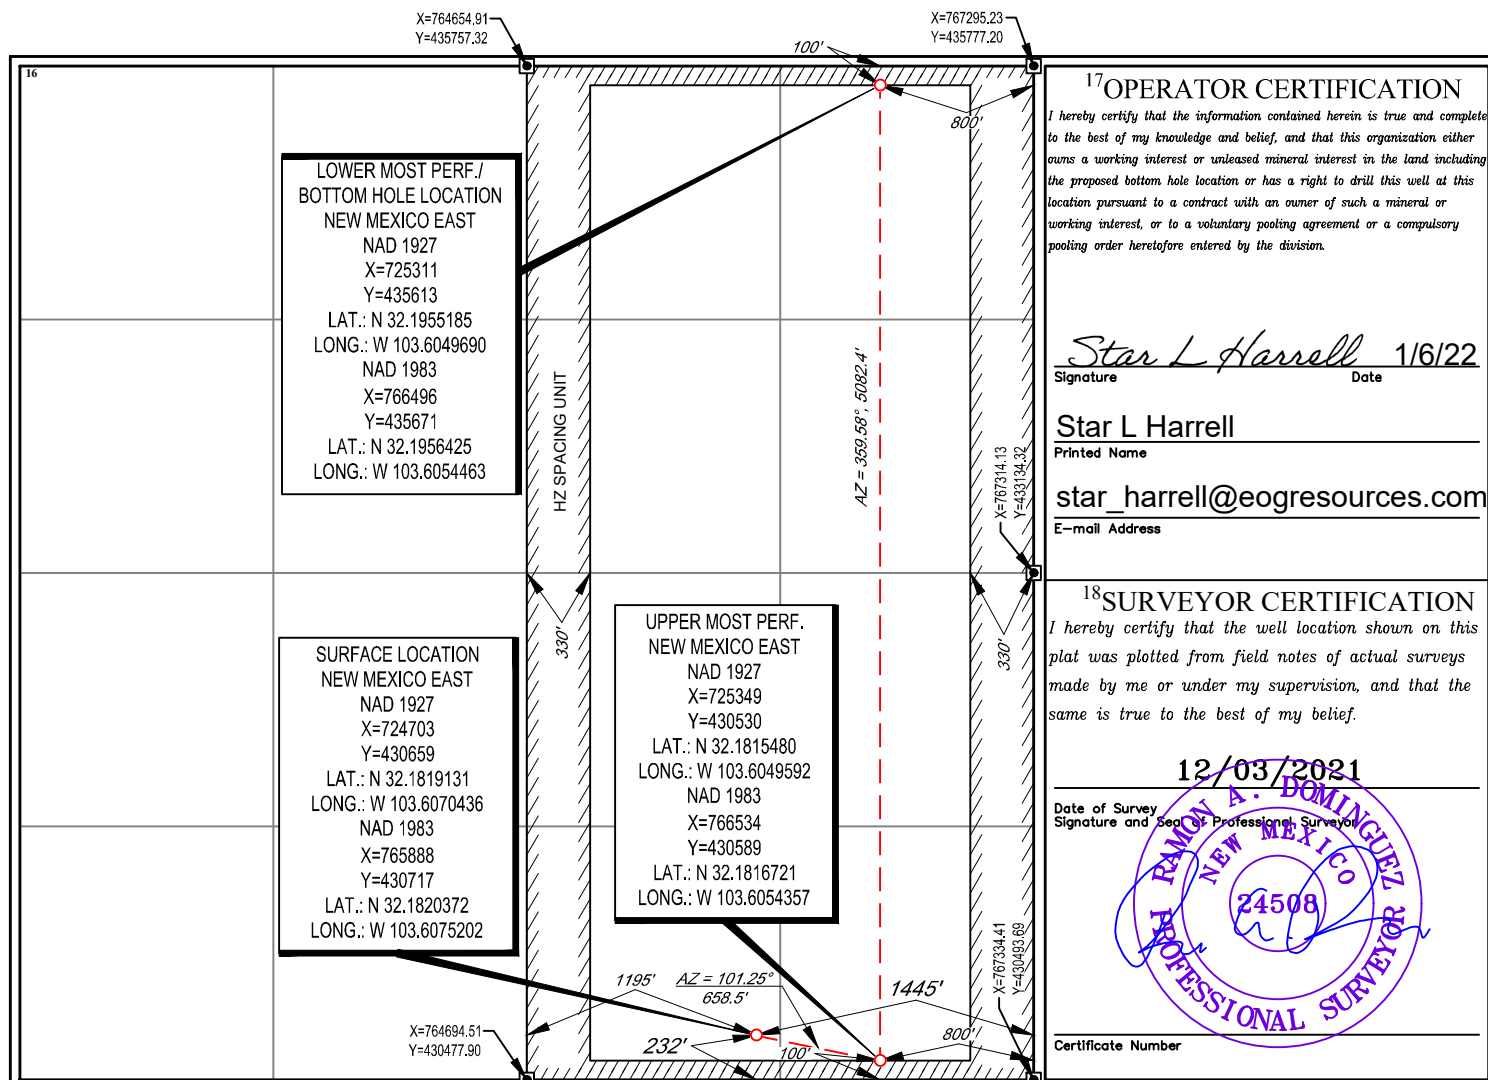 X=764654.91
Y=435757.32
X=767295.23
Y=435777.20
100'
16
800'
LOWER MOST PERF./
BOTTOM HOLE LOCATION
NEW MEXICO EAST
NAD 1927
X=725311
Y=435613
LAT.: N 32.1955185
LONG.: W 103.6049690
NAD 1983
X=766496
Y=435671
LAT.: N 32.1956425
LONG.: W 103.6054463
HZ SPACING UNIT
AZ = 359.58°, 5082.4'
X=767314.13
Y=433134.32
330'
330'
SURFACE LOCATION
NEW MEXICO EAST
NAD 1927
X=724703
Y=430659
LAT.: N 32.1819131
LONG.: W 103.6070436
NAD 1983
X=765888
Y=430717
LAT.: N 32.1820372
LONG.: W 103.6075202
UPPER MOST PERF.
NEW MEXICO EAST
NAD 1927
X=725349
Y=430530
LAT.: N 32.1815480
LONG.: W 103.6049592
NAD 1983
X=766534
Y=430589
LAT.: N 32.1816721
LONG.: W 103.6054357
X=767334.41
Y=430493.69
1195'
AZ = 101.25°
658.5'
1445'
X=764694.51
Y=430477.90
232'
100'
800'
17OPERATOR CERTIFICATION
I hereby certify that the information contained herein is true and complete
to the best of my knowledge and belief, and that this organization either
owns a working interest or unleased mineral interest in the land including
the proposed bottom hole location or has a right to drill this well at this
location pursuant to a contract with an owner of such a mineral or
working interest, or to a voluntary pooling agreement or a compulsory
pooling order heretofore entered by the division.
Star L Harrell 1/6/22
Signature Date
Star L Harrell
Printed Name
star_harrell@eogresources.com
E-mail Address
18SURVEYOR CERTIFICATION
I hereby certify that the well location shown on this
plat was plotted from field notes of actual surveys
made by me or under my supervision, and that the
same is true to the best of my belief.
12/03/2021
Date of Survey
Signature and Seal of Professional Surveyor
RAMON A. DOMINGUEZ
NEW MEXICO
24508
PROFESSIONAL SURVEYOR
Certificate Number